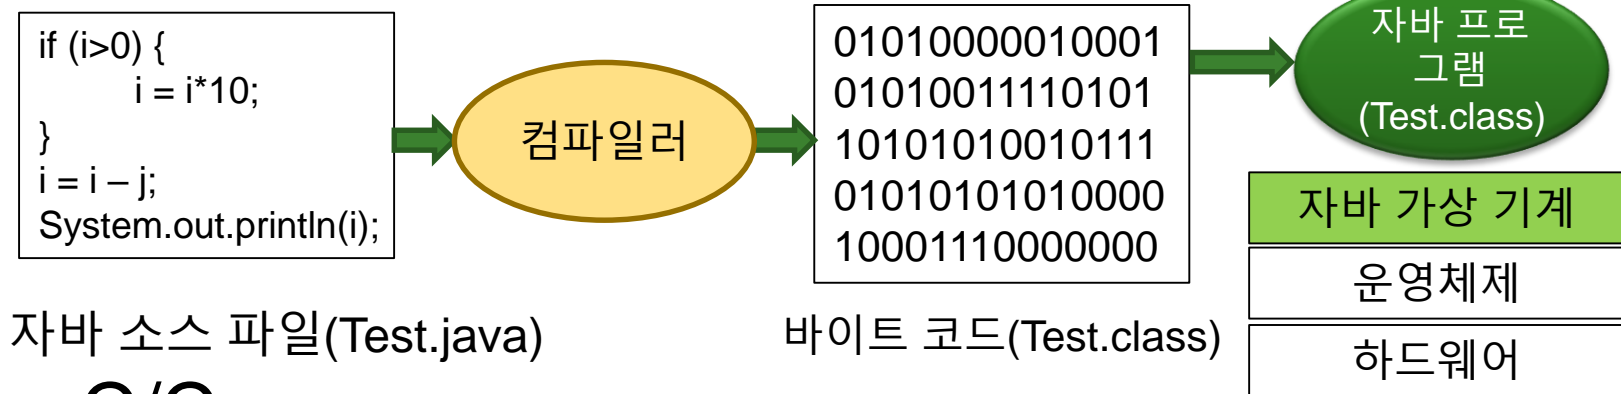 if (i>0) {
i = i*10;
}
i = i – j;
System.out.println(i);
컴파일러
01010000010001
01010011110101
10101010010111
01010101010000
10001110000000
자바 프로
그램
(Test.class)
자바 가상 기계
운영체제
하드웨어
자바 소스 파일(Test.java)
바이트 코드(Test.class)